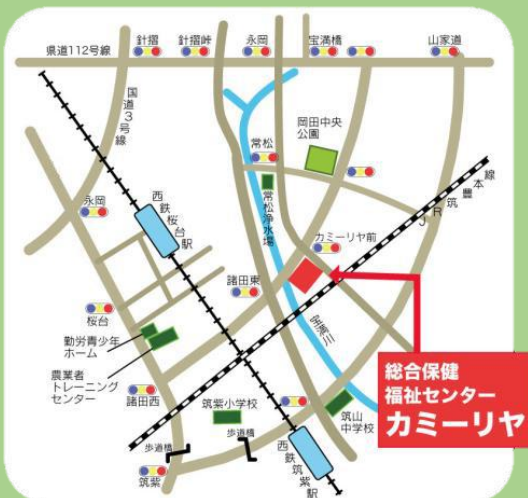 県道112号線
針摺
針摺峠
永岡
宝満橋
山家道
国道3号線
岡田中央
公園
常松
常松浄水場
JR筑豊本線
永岡
西鉄桜台駅
カミーリヤ前
諸田東
宝満川
桜台
勤労青少年
ホーム
農業者
トレーニング
センター
諸田西
筑紫小学校
筑山
中学校
歩道橋
歩道橋
筑紫
西鉄筑紫駅
総合保健
福祉センター
カミーリヤ